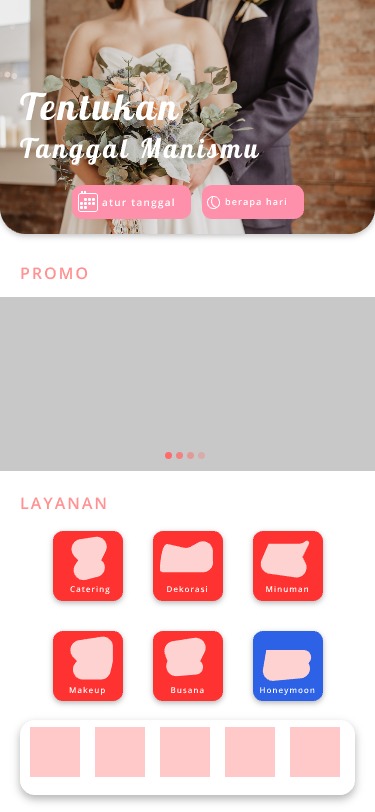 Tentukan
Tanggal Manismu
atur tanggal
berapa hari
PROMO
LAYANAN
Catering
Dekorasi
Minuman
Makeup
Busana
Honeymoon